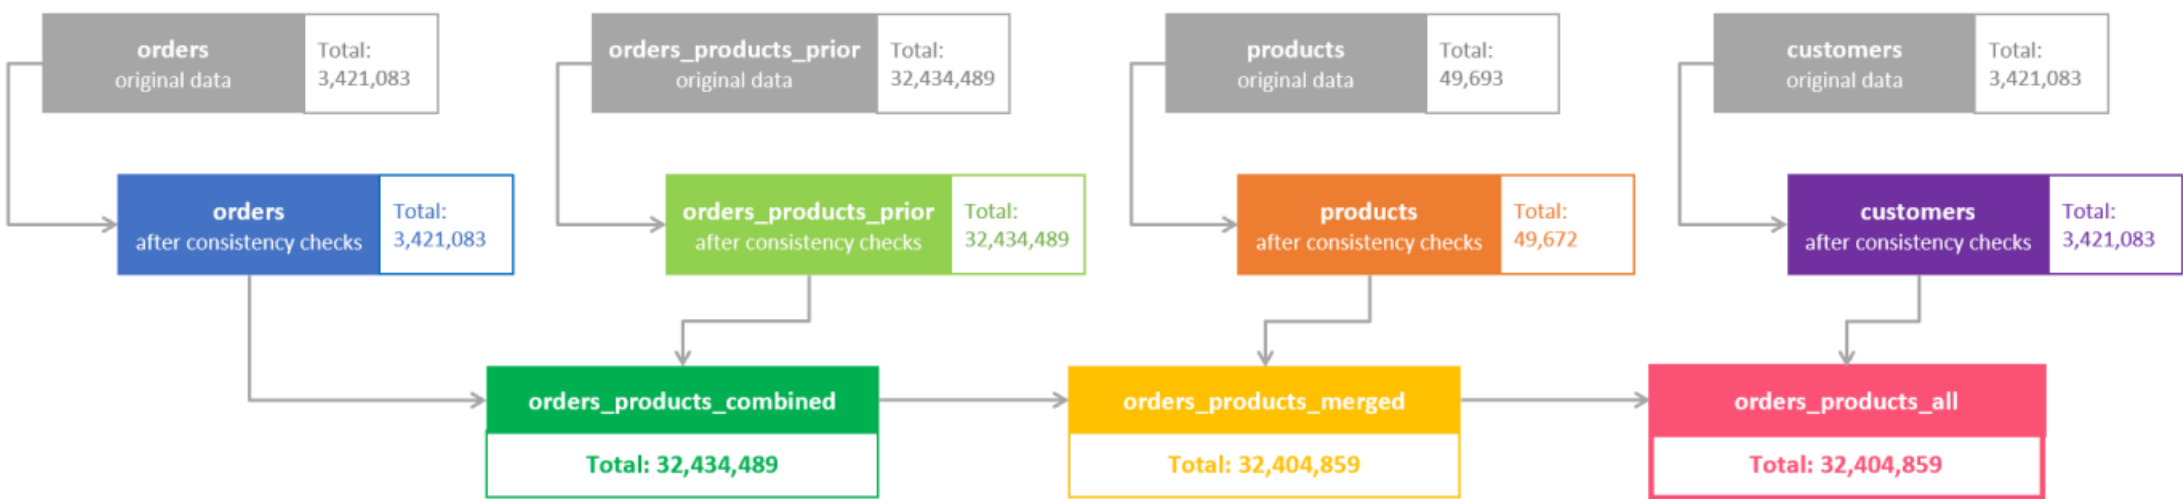 orders
original data
Total:
3,421,083
orders_products_prior
original data
Total:
32,434,489
products
original data
Total:
49,693
customers
original data
Total:
3,421,083
orders
after consistency checks
Total:
3,421,083
orders_products_prior
after consistency checks
Total:
32,434,489
products
after consistency checks
Total:
49,672
customers
after consistency checks
Total:
3,421,083
orders_products_combined
Total: 32,434,489
orders_products_merged
Total: 32,404,859
orders_products_all
Total: 32,404,859